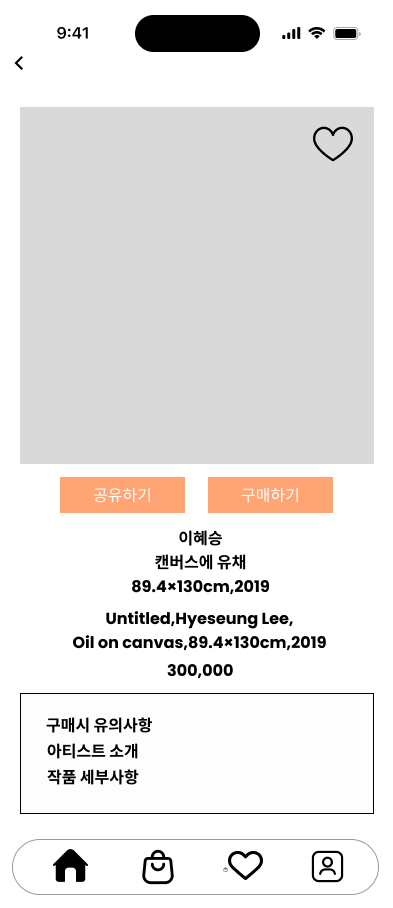 9:41
공유하기 구매하기
이혜승
캔버스에 유채
89.4×130cm,2019
Untitled,Hyeseung Lee,
Oil on canvas,89.4×130cm,2019
300,000
구매시 유의사항
아티스트 소개
작품 세부사항